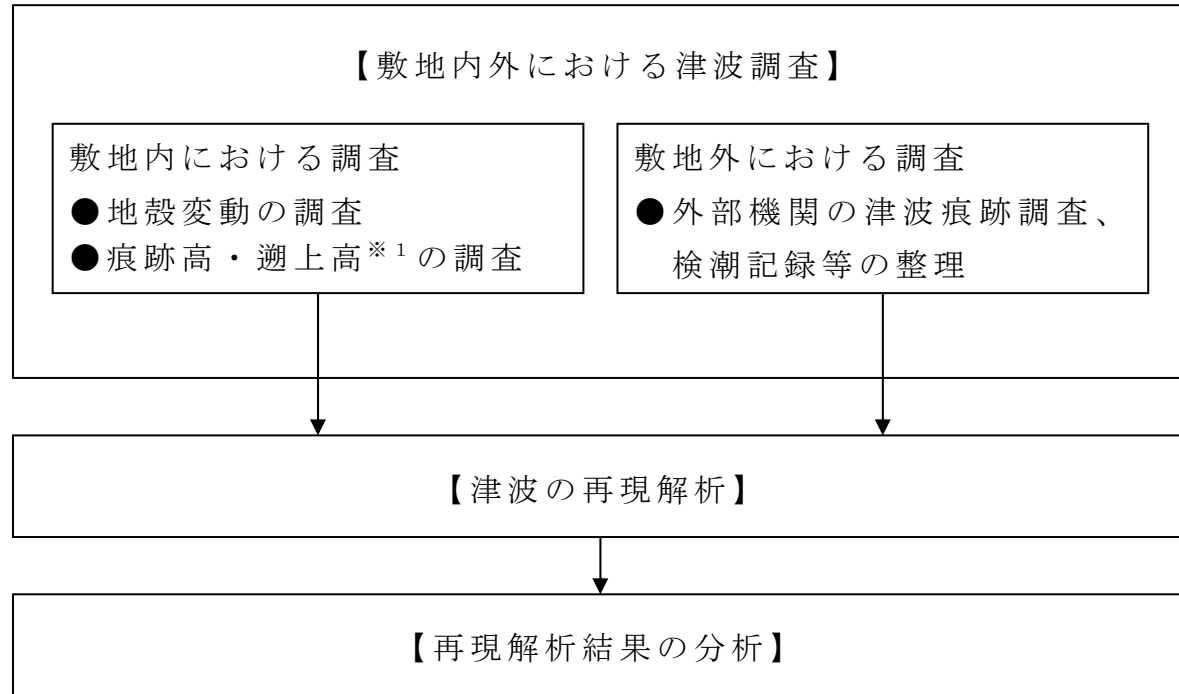 【敷地内外における津波調査】
敷地内における調査
●地殻変動の調査
●痕跡高・遡上高※1の調査
敷地外における調査
●外部機関の津波痕跡調査、
検潮記録等の整理
【津波の再現解析】
【再現解析結果の分析】